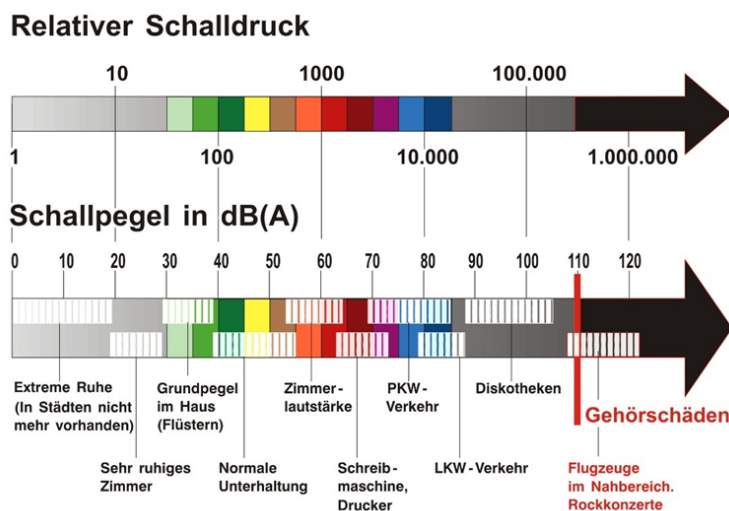 Relativer Schalldruck
10 1000 100.000
1 100 10.000 1.000.000
Schallpegel in dB(A)
0 10 20 30 40 50 60 70 80 90 100 110 120
Extreme Ruhe
(In Städten nicht
mehr vorhanden)
Grundpegel
im Haus
(Flüstern)
Zimmer-
lautstärke
PKW-
Verkehr
Diskotheken
Gehörschäden
Sehr ruhiges
Zimmer
Normale
Unterhaltung
Schreib-
maschine,
Drucker
LKW-Verkehr
Flugzeuge
im Nahbereich.
Rockkonzerte